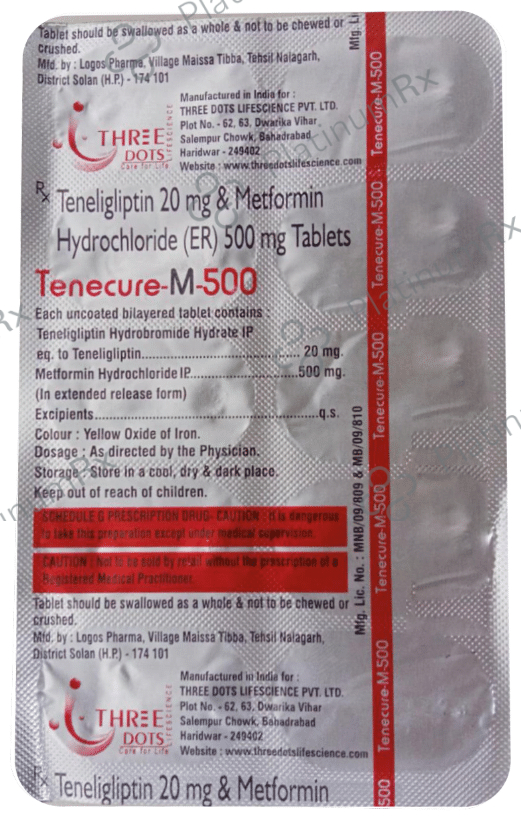 Tablet should be swallowed as a whole & not to be chewed or
crushed.
Mfd. by : Logos Pharma, Village Maissa Tibba, Tehsil Nalagarh,
District Solan (H.P.) - 174 101
THREE
DOTS
LIFESCIENCE
Care for Life
Manufactured in India for :
THREE DOTS LIFESCIENCE PVT. LTD.
Plot No. - 62, 63, Dwarika Vihar
Salempur Chowk, Bahadrabad
Haridwar - 249402
Website : www.threedotslifescience.com
Rx Teneligliptin 20 mg & Metformin
Hydrochloride (ER) 500 mg Tablets
Tenecure-M-500
Each uncoated bilayered tablet contains :
Teneligliptin Hydrobromide Hydrate IP
eq. to Teneligliptin................................ 20 mg.
Metformin Hydrochloride IP......................500 mg.
(In extended release form)
Excipients.............................................q.s.
Colour : Yellow Oxide of Iron.
Dosage : As directed by the Physician.
Storage : Store in a cool, dry & dark place.
Keep out of reach of children.
SCHEDULE G PRESCRIPTION DRUG- CAUTION : It is dangerous
to take this preparation except under medical supervision.
CAUTION : Not to be sold by retail without the prescription of a
Registered Medical Practitioner.
Tablet should be swallowed as a whole & not to be chewed or
crushed.
Mfd. by : Logos Pharma, Village Maissa Tibba, Tehsil Nalagarh,
District Solan (H.P.) - 174 101
THREE
DOTS
LIFESCIENCE
Care for Life
Manufactured in India for :
THREE DOTS LIFESCIENCE PVT. LTD.
Plot No. - 62, 63, Dwarika Vihar
Salempur Chowk, Bahadrabad
Haridwar - 249402
Website : www.threedotslifescience.com
Rx Teneligliptin 20 mg & Metformin
Mfg. Li
Mfg. Lic. No. : MNB/09/809 & MB/09/810
Tenecure-M-500
Tenecure-M-500
Tenecure-M-500
Tenecure-M-500
Tenecure-M-500
500
PlatinumRx